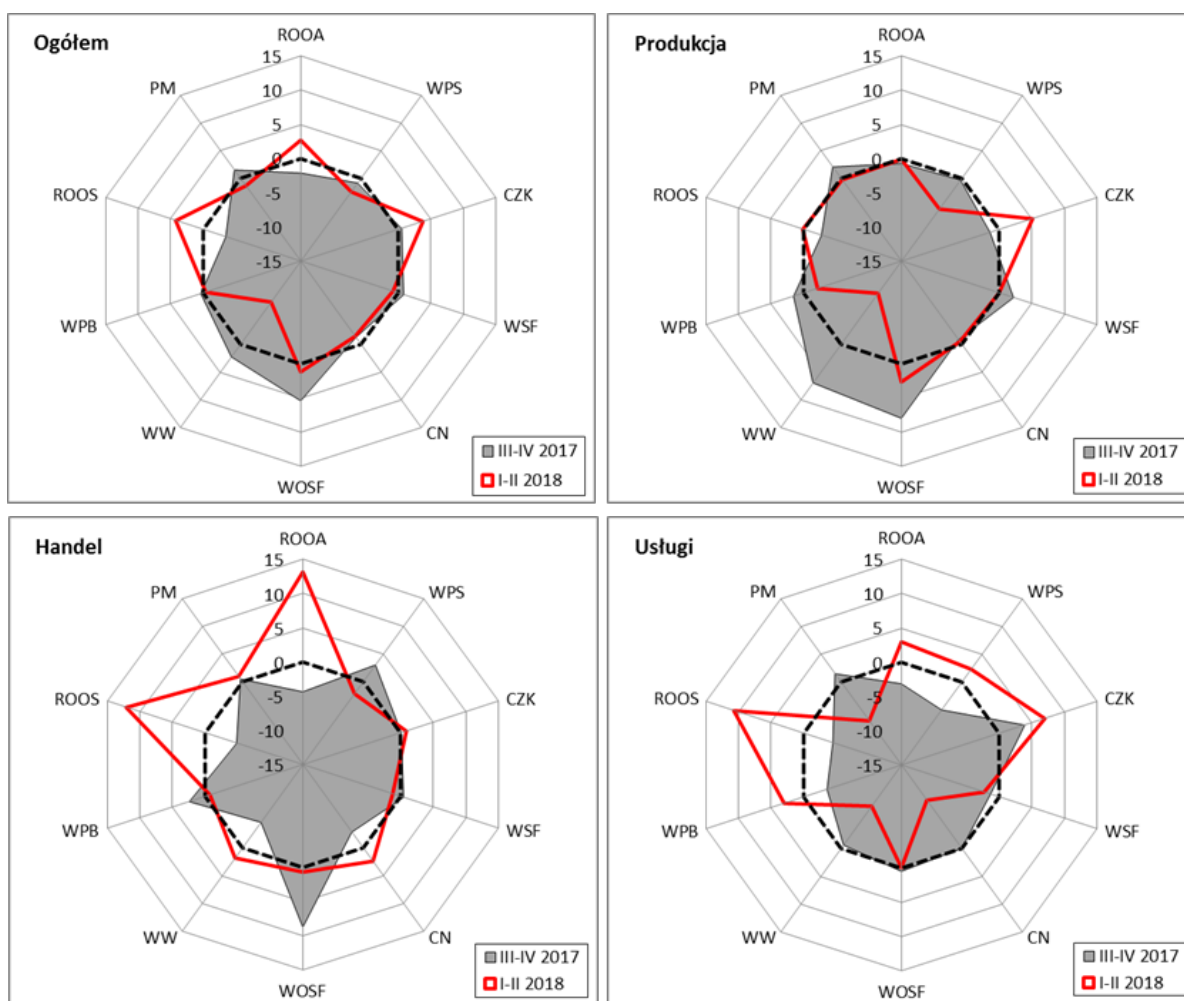 Ogółem
ROOA
WPS
CZK
WSF
CN
WOSF
WW
WPB
ROOS
PM
15
10
5
0
-5
-10
-15
III-IV 2017
I-II 2018
Produkcja
ROOA
WPS
CZK
WSF
CN
WOSF
WW
WPB
ROOS
PM
15
10
5
0
-5
-10
-15
III-IV 2017
I-II 2018
Handel
ROOA
WPS
CZK
WSF
CN
WOSF
WW
WPB
ROOS
PM
15
10
5
0
-5
-10
-15
III-IV 2017
I-II 2018
Usługi
ROOA
WPS
CZK
WSF
CN
WOSF
WW
WPB
ROOS
PM
15
10
5
0
-5
-10
-15
III-IV 2017
I-II 2018